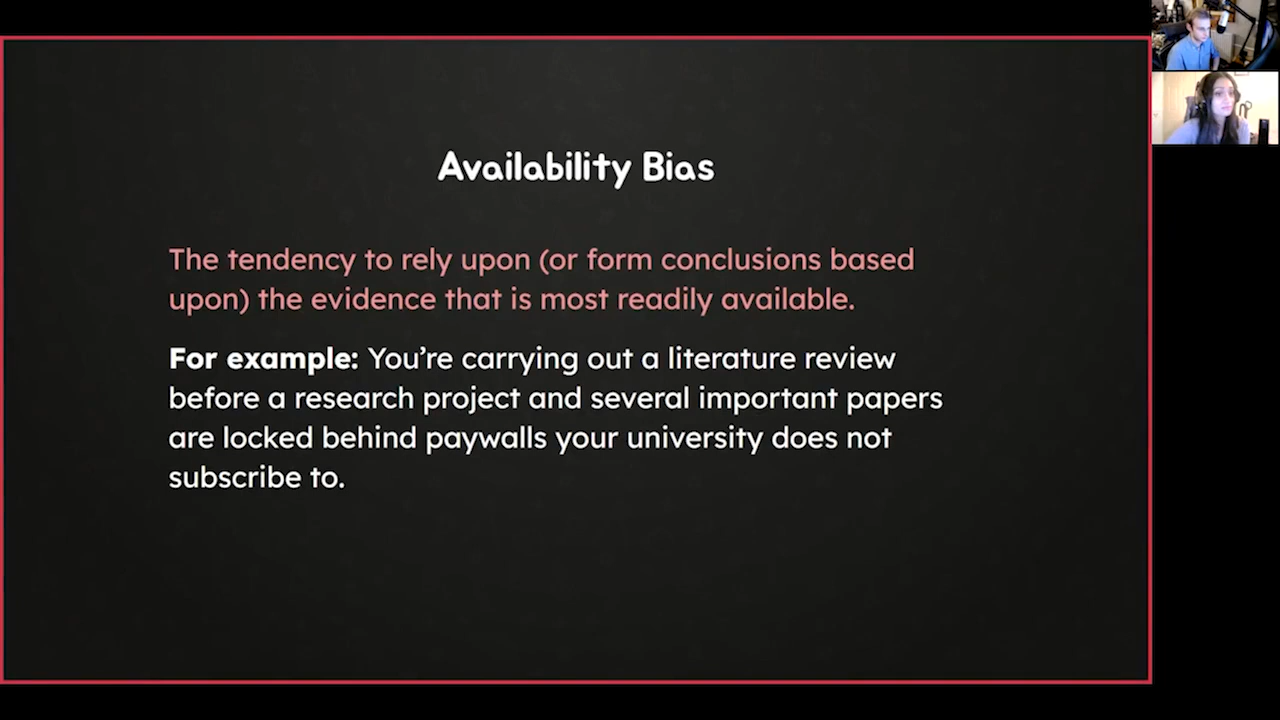 Availability Bias
The tendency to rely upon (or form conclusions based
upon) the evidence that is most readily available.
For example: You’re carrying out a literature review
before a research project and several important papers
are locked behind paywalls your university does not
subscribe to.